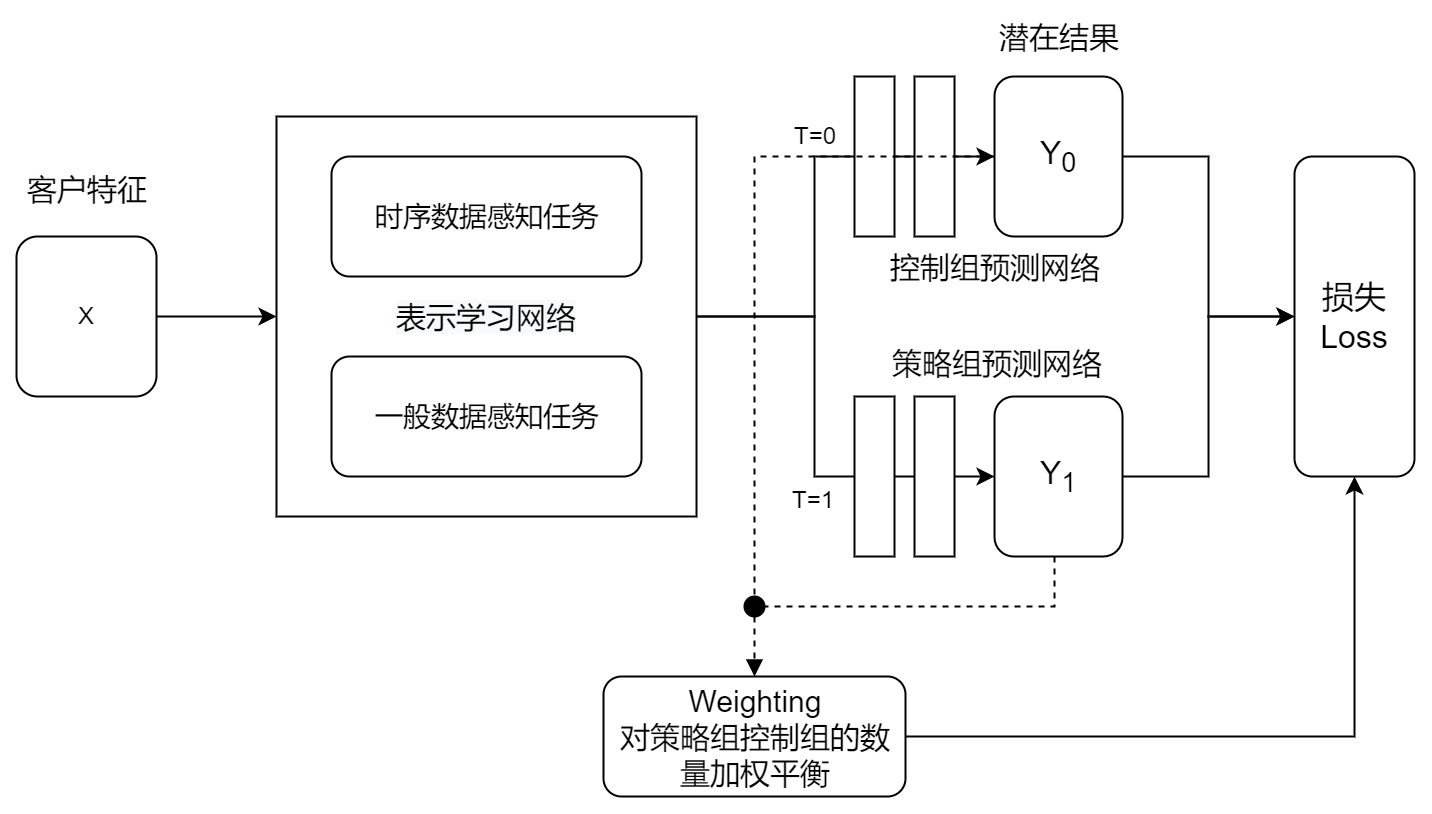 潜在结果
T=0
Y0
客户特征
时序数据感知任务
X
表示学习网络
控制组预测网络
损失
Loss
策略组预测网络
一般数据感知任务
Y1
T=1
Weighting
对策略组控制组的数
量加权平衡